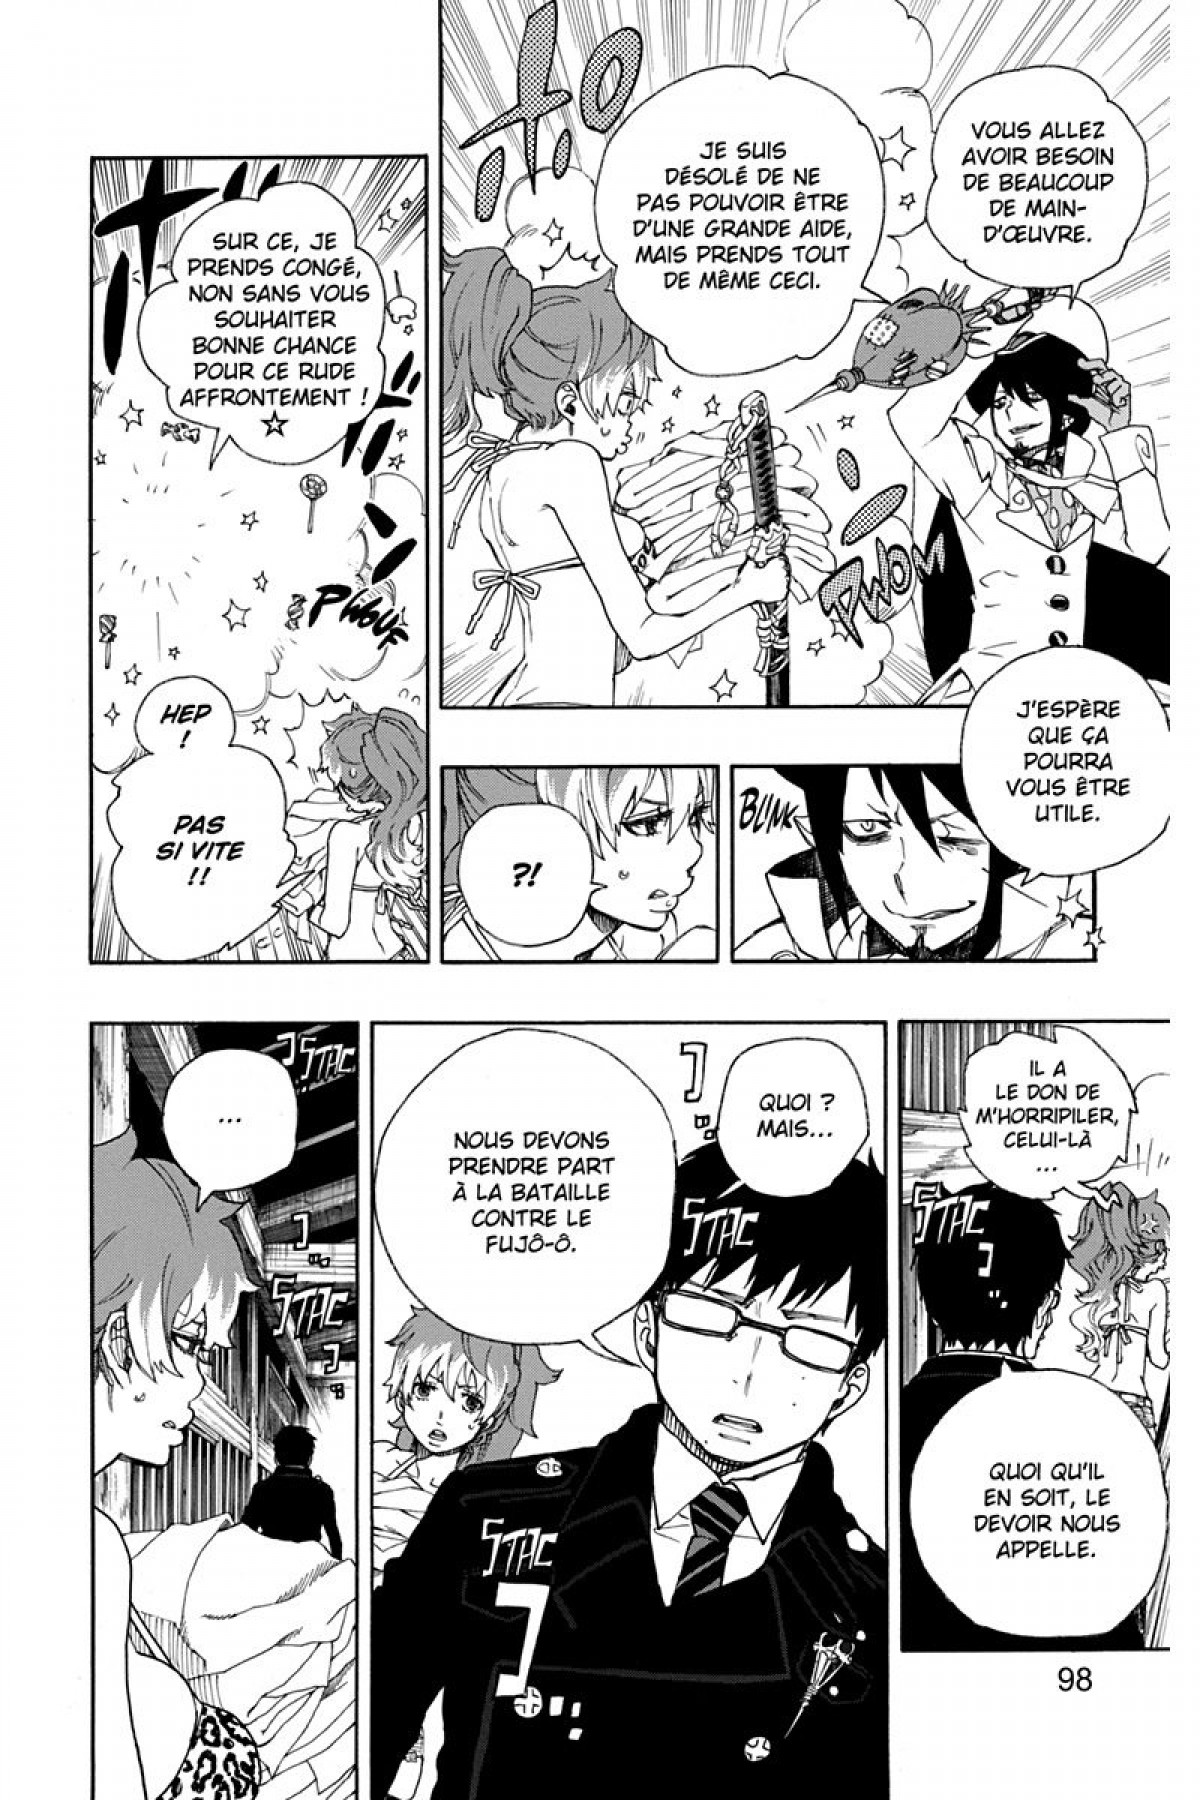 VOUS ALLEZ
AVOIR BESOIN
DE BEAUCOUP
DE MAIN-
D'ŒUVRE.
JE SUIS
DÉSOLÉ DE NE
PAS POUVOIR ÊTRE
D'UNE GRANDE AIDE,
MAIS PRENDS TOUT
DE MÊME CECI.
PWOM
J'ESPÈRE
QUE ÇA
POURRA
VOUS ÊTRE
UTILE.
BLINK
?!
SUR CE, JE
PRENDS CONGÉ,
NON SANS VOUS
SOUHAITER
BONNE CHANCE
POUR CE RUDE
AFFRONTEMENT !
☆
PWOUF
HEP
!
PAS
SI VITE
!!
IL A
LE DON DE
M'HORRIPILER,
CELUI-LÀ
...
STAC
QUOI QU'IL
EN SOIT, LE
DEVOIR NOUS
APPELLE.
QUOI ?
MAIS...
STAC
NOUS DEVONS
PRENDRE PART
À LA BATAILLE
CONTRE LE
FUJÔ-Ô.
STAC
STAC
...
STAC
98